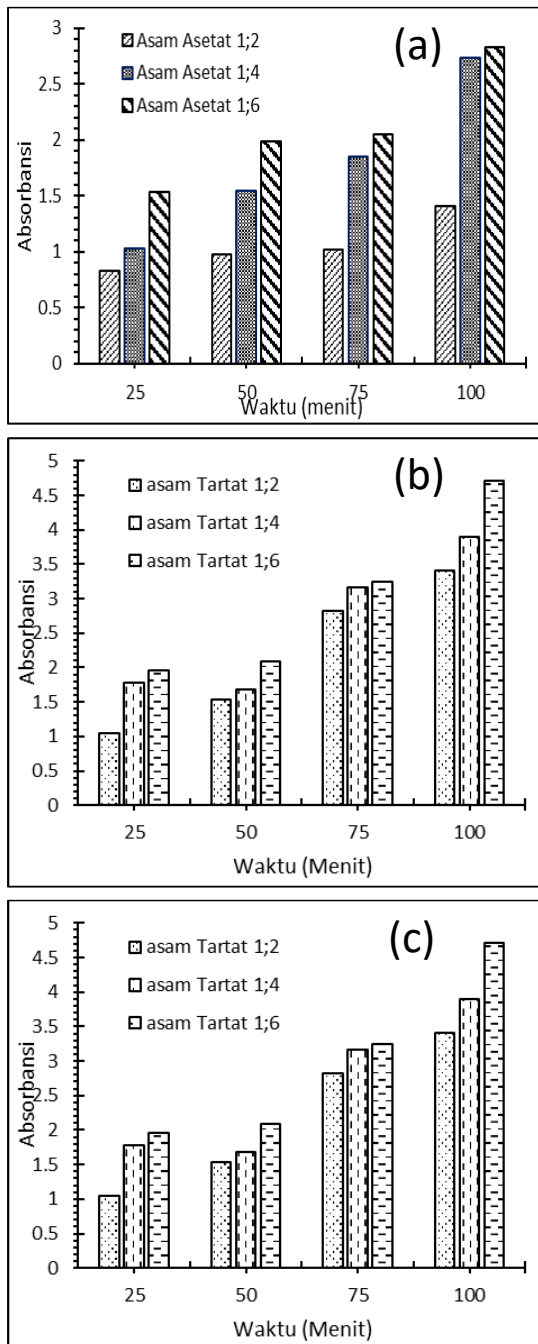 (a)
Asam Asetat 1;2
Asam Asetat 1;4
Asam Asetat 1;6
Absorbansi
3
2.5
2
1.5
1
0.5
0
25 50 75 100
Waktu (menit)
(b)
asam Tartat 1;2
asam Tartat 1;4
asam Tartat 1;6
Absorbansi
5
4.5
4
3.5
3
2.5
2
1.5
1
0.5
0
25 50 75 100
Waktu (Menit)
(c)
asam Tartat 1;2
asam Tartat 1;4
asam Tartat 1;6
Absorbansi
5
4.5
4
3.5
3
2.5
2
1.5
1
0.5
0
25 50 75 100
Waktu (Menit)